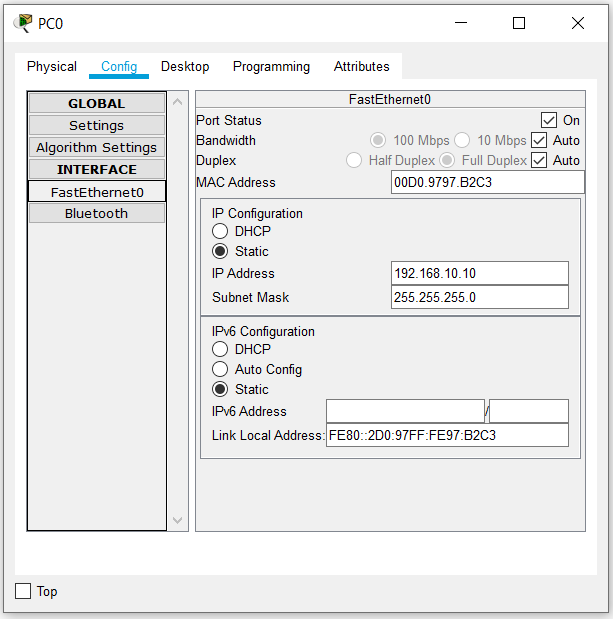 PC0
Physical Config Desktop Programming Attributes
GLOBAL
Settings
Algorithm Settings
INTERFACE
FastEthernet0
Bluetooth
FastEthernet0
Port Status On
Bandwidth 100 Mbps 10 Mbps Auto
Duplex Half Duplex Full Duplex Auto
MAC Address 00D0.9797.B2C3
IP Configuration
DHCP
Static
IP Address 192.168.10.10
Subnet Mask 255.255.255.0
IPv6 Configuration
DHCP
Auto Config
Static
IPv6 Address /
Link Local Address: FE80::2D0:97FF:FE97:B2C3
Top